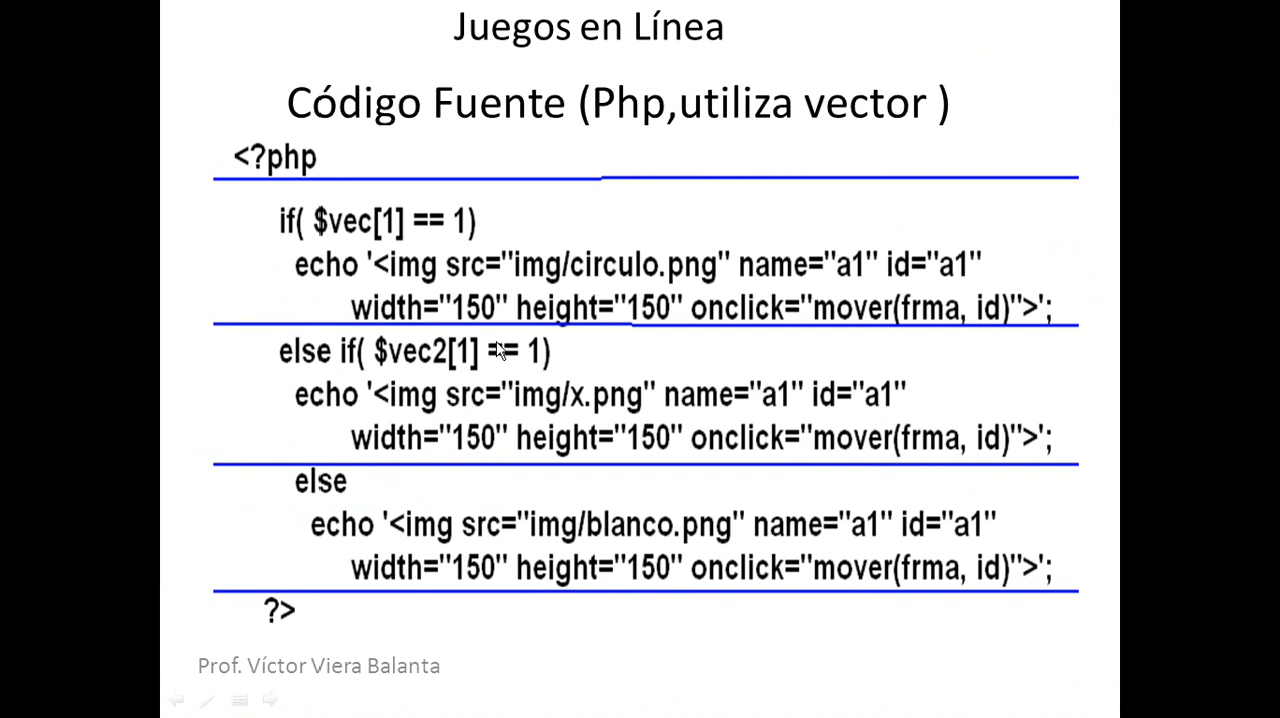 Juegos en Línea
Código Fuente (Php,utiliza vector )
<?php
if( $vec[1] == 1)
echo '<img src="img/circulo.png" name="a1" id="a1"
width="150" height="150" onclick="mover(frma, id)">';
else if( $vec2[1] == 1)
echo '<img src="img/x.png" name="a1" id="a1"
width="150" height="150" onclick="mover(frma, id)">';
else
echo '<img src="img/blanco.png" name="a1" id="a1"
width="150" height="150" onclick="mover(frma, id)">';
?>
Prof. Víctor Viera Balanta